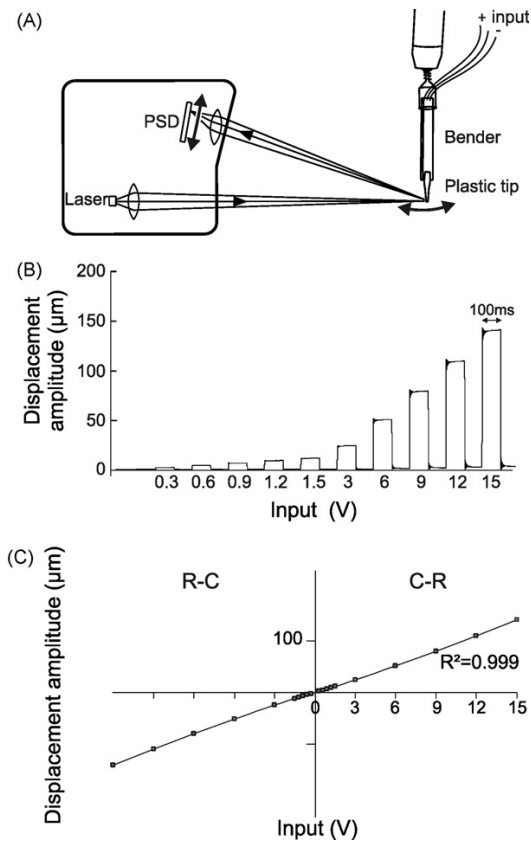 (A)
+ input
-
PSD
Bender
Laser
Plastic tip
(B)
Displacement
amplitude (μm)
200
150
100
50
0
100ms
0.3 0.6 0.9 1.2 1.5 3 6 9 12 15
Input (V)
(C)
Displacement amplitude (μm)
R-C
C-R
100
R²=0.999
0 3 6 9 12 15
Input (V)